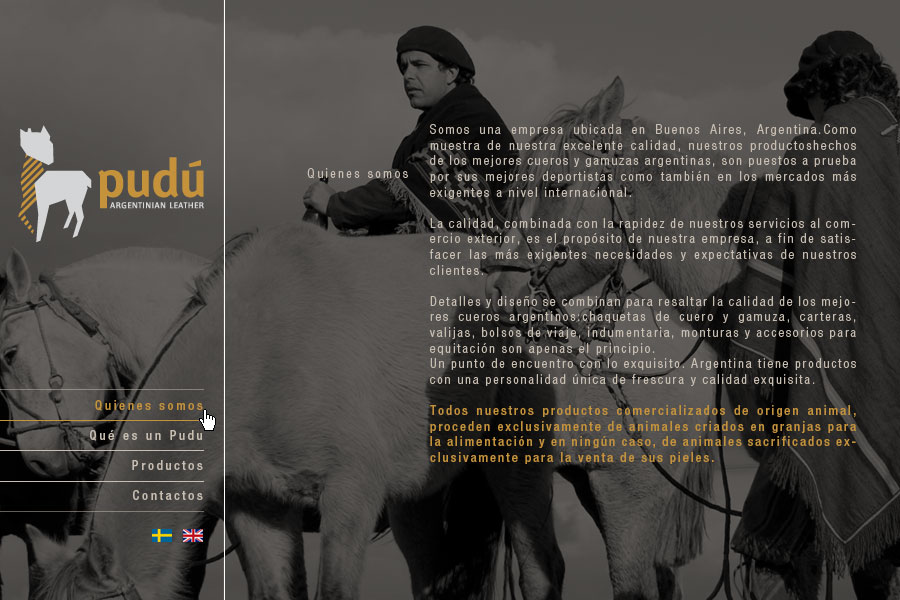 pudú
ARGENTINIAN LEATHER
Quienes somos
Qué es un Pudu
Productos
Contactos
Quienes somos
Somos una empresa ubicada en Buenos Aires, Argentina.Como
muestra de nuestra excelente calidad, nuestros productoshechos
de los mejores cueros y gamuzas argentinas, son puestos a prueba
por sus mejores deportistas como también en los mercados más
exigentes a nivel internacional.
La calidad, combinada con la rapidez de nuestros servicios al com-
ercio exterior, es el propósito de nuestra empresa, a fin de satis-
facer las más exigentes necesidades y expectativas de nuestros
clientes.
Detalles y diseño se combinan para resaltar la calidad de los mejo-
res cueros argentinos:chaquetas de cuero y gamuza, carteras,
valijas, bolsos de viaje, indumentaria, monturas y accesorios para
equitación son apenas el principio.
Un punto de encuentro con lo exquisito. Argentina tiene productos
con una personalidad única de frescura y calidad exquisita.
Todos nuestros productos comercializados de origen animal,
proceden exclusivamente de animales criados en granjas para
la alimentación y en ningún caso, de animales sacrificados ex-
clusivamente para la venta de sus pieles.